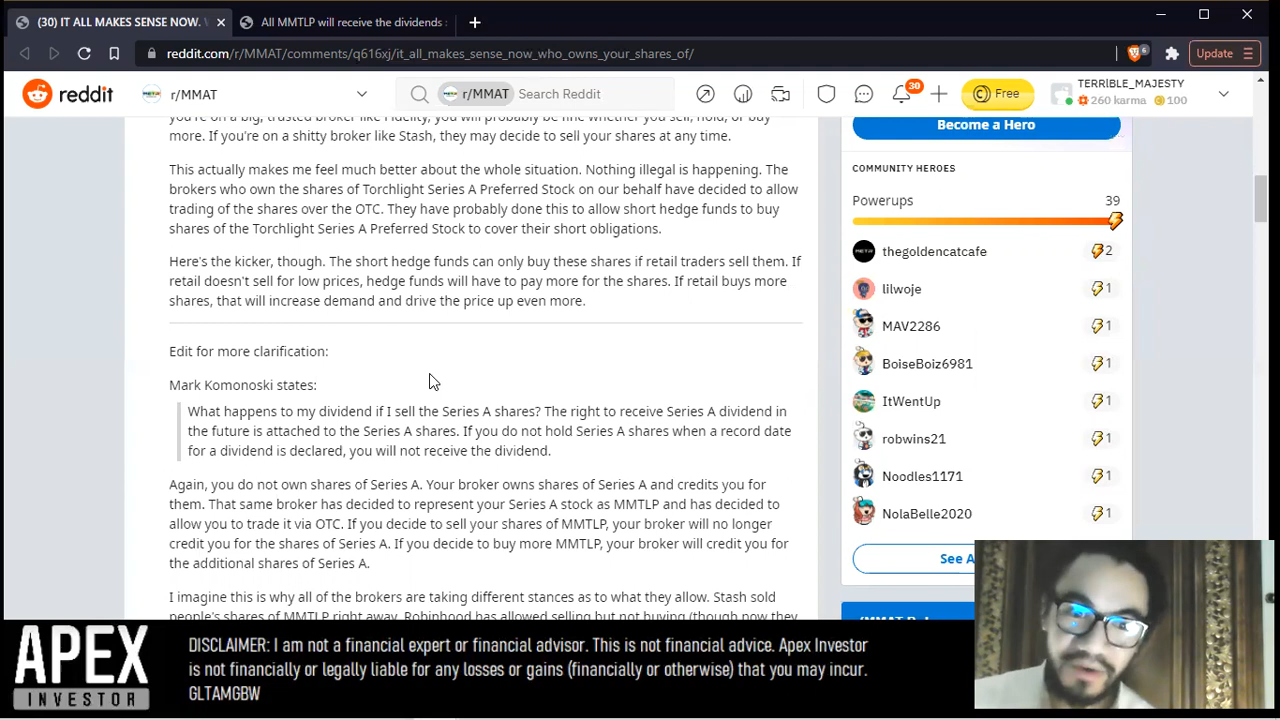 (30) IT ALL MAKES SENSE NOW.
All MMTLP will receive the dividends
reddit.com/r/MMAT/comments/q616xj/it_all_makes_sense_now_who_owns_your_shares_of/
6
Update
reddit
r/MMAT
r/MMAT
Search Reddit
30
Free
TERRIBLE_MAJESTY
260 karma
100
you're on a big, trusted broker like Fidelity, you will probably be fine whether you sell, hold, or buy
more. If you're on a shitty broker like Stash, they may decide to sell your shares at any time.
This actually makes me feel much better about the whole situation. Nothing illegal is happening. The
brokers who own the shares of Torchlight Series A Preferred Stock on our behalf have decided to allow
trading of the shares over the OTC. They have probably done this to allow short hedge funds to buy
shares of the Torchlight Series A Preferred Stock to cover their short obligations.
Here's the kicker, though. The short hedge funds can only buy these shares if retail traders sell them. If
retail doesn't sell for low prices, hedge funds will have to pay more for the shares. If retail buys more
shares, that will increase demand and drive the price up even more.
Edit for more clarification:
Mark Komonoski states:
What happens to my dividend if I sell the Series A shares? The right to receive Series A dividend in
the future is attached to the Series A shares. If you do not hold Series A shares when a record date
for a dividend is declared, you will not receive the dividend.
Again, you do not own shares of Series A. Your broker owns shares of Series A and credits you for
them. That same broker has decided to represent your Series A stock as MMTLP and has decided to
allow you to trade it via OTC. If you decide to sell your shares of MMTLP, your broker will no longer
credit you for the shares of Series A. If you decide to buy more MMTLP, your broker will credit you for
the additional shares of Series A.
I imagine this is why all of the brokers are taking different stances as to what they allow. Stash sold
people's shares of MMTLP right away. Robinhood has allowed selling but not buying (though now they
Become a Hero
COMMUNITY HEROES
Powerups
39
thegoldencatcafe
2
lilwoje
1
MAV2286
1
BoiseBoiz6981
1
ItWentUp
1
robwins21
1
Noodles1171
1
NolaBelle2020
1
See A
APEX
INVESTOR
DISCLAIMER: I am not a financial expert or financial advisor. This is not financial advice. Apex Investor
is not financially or legally liable for any losses or gains (financially or otherwise) that you may incur.
GLTAMGBW